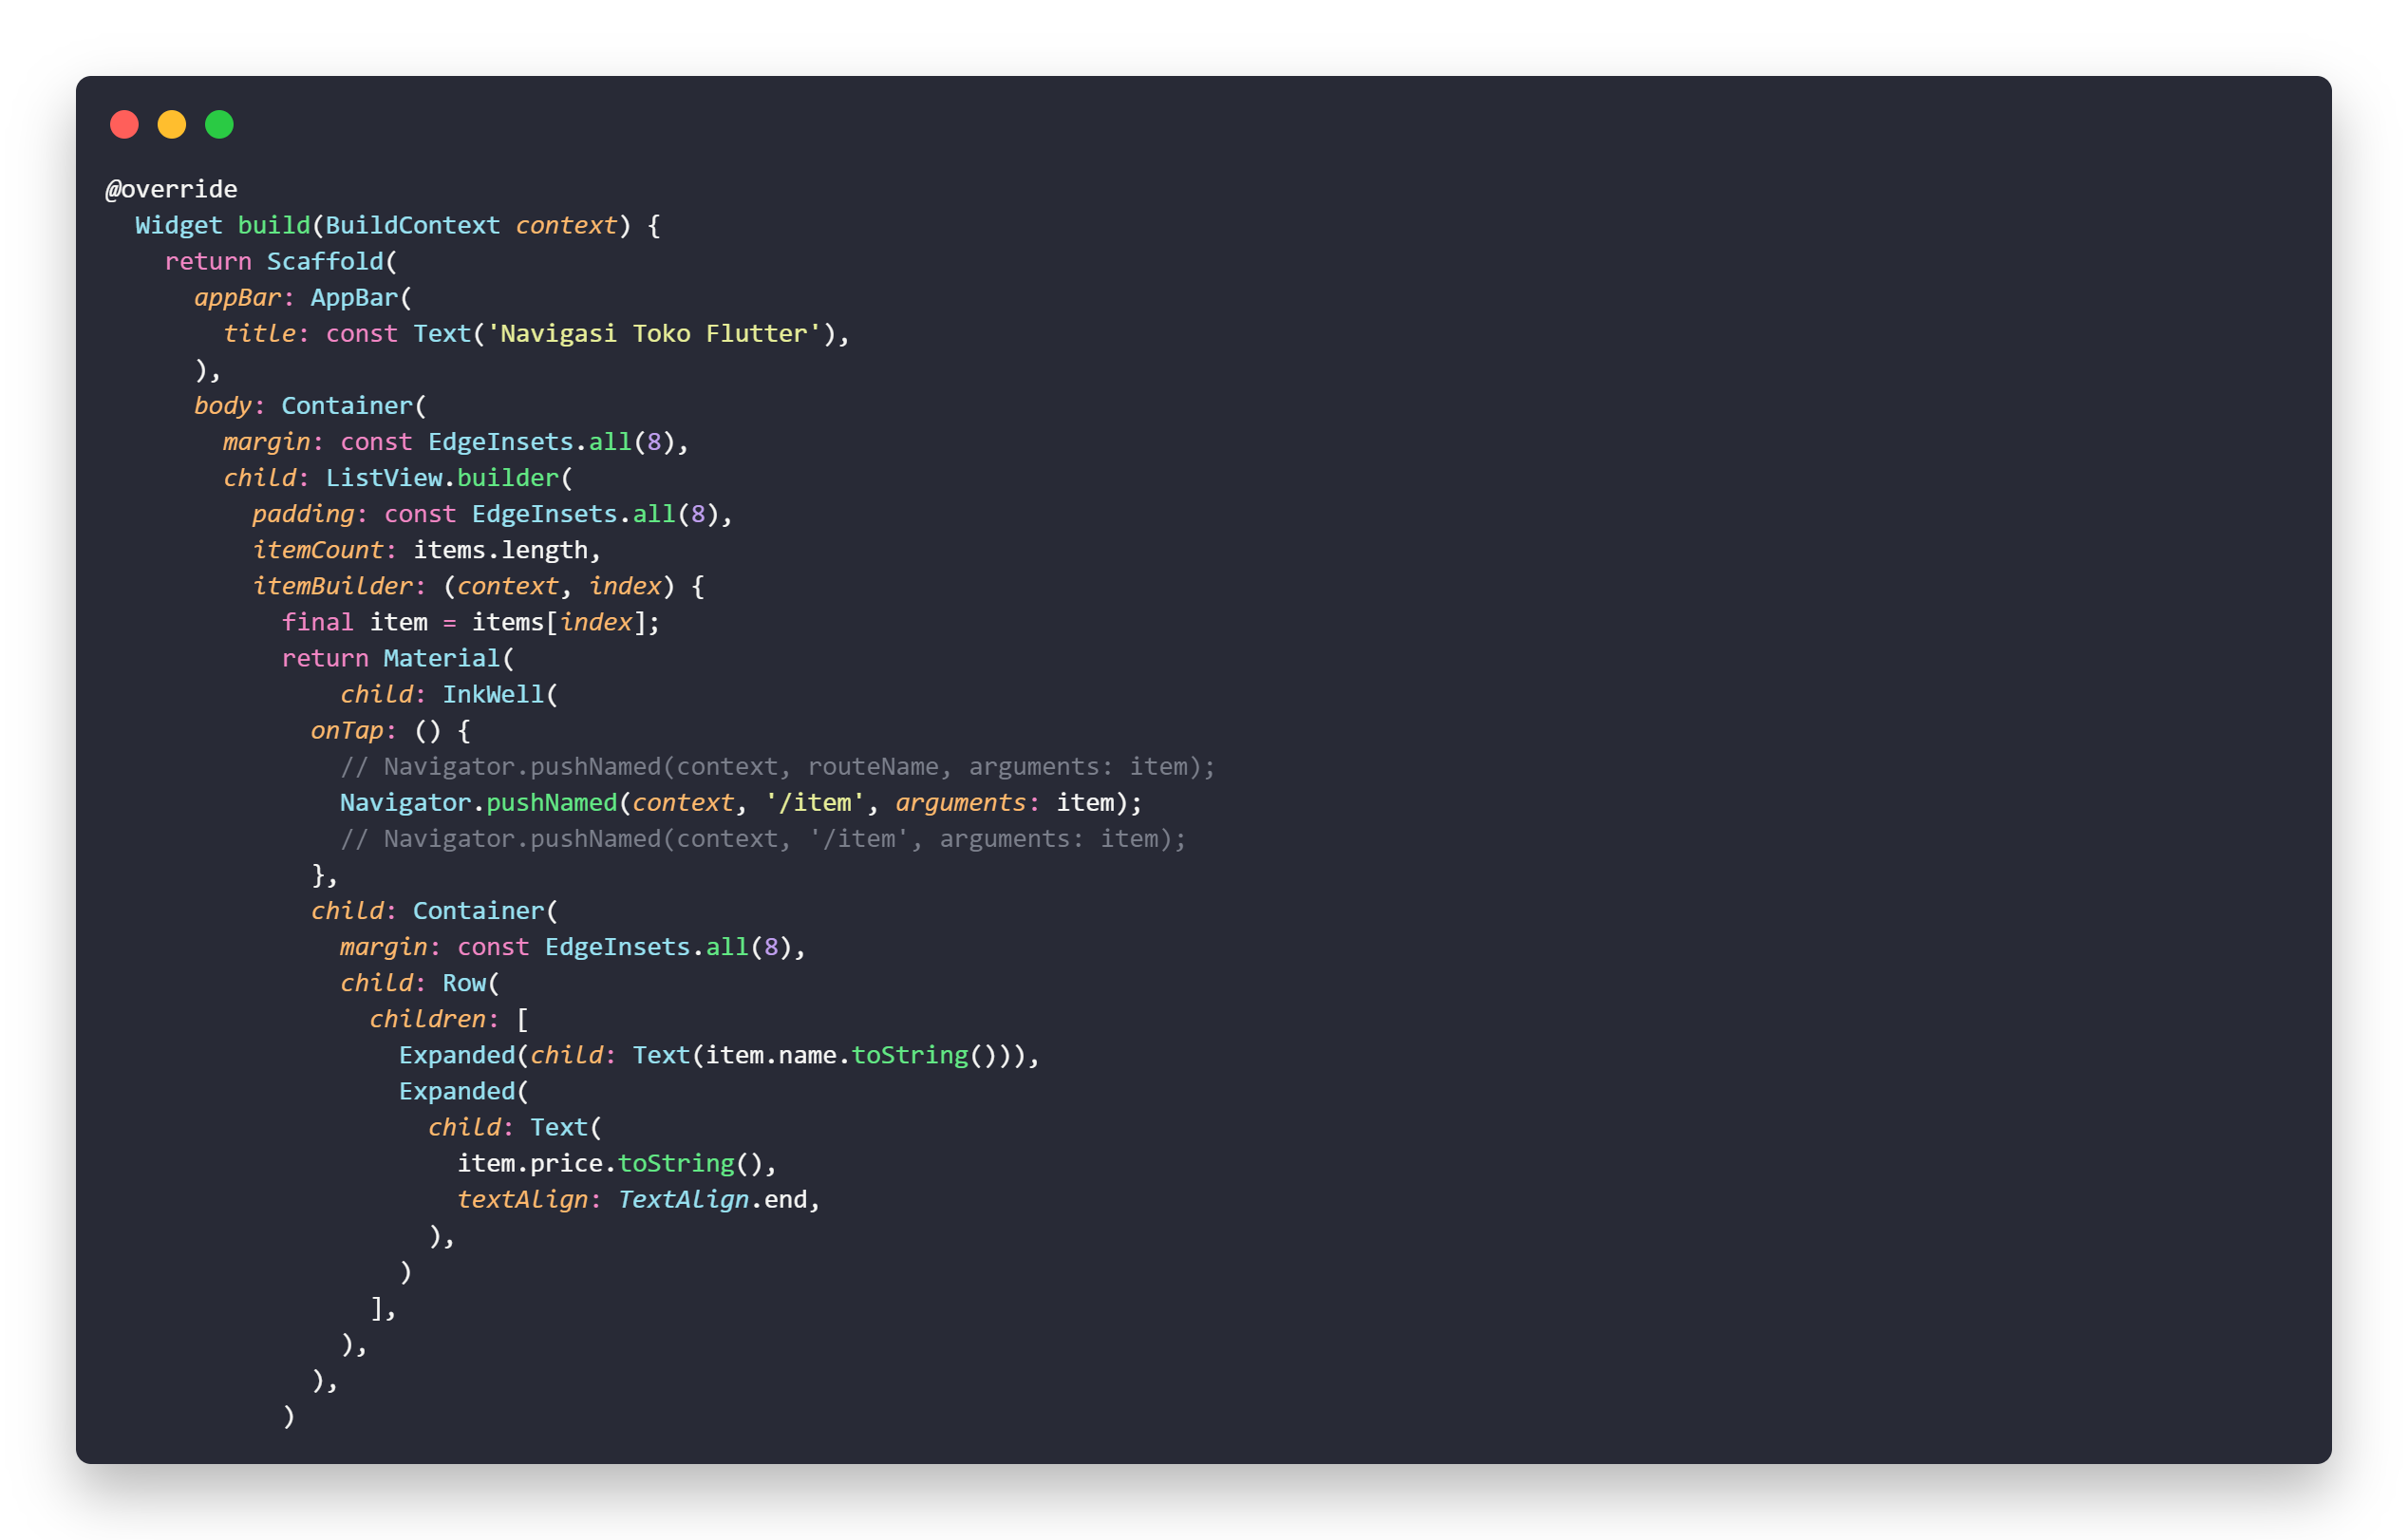 @override
  Widget build(BuildContext context) {
    return Scaffold(
      appBar: AppBar(
        title: const Text('Navigasi Toko Flutter'),
      ),
      body: Container(
        margin: const EdgeInsets.all(8),
        child: ListView.builder(
          padding: const EdgeInsets.all(8),
          itemCount: items.length,
          itemBuilder: (context, index) {
            final item = items[index];
            return Material(
                child: InkWell(
              onTap: () {
                // Navigator.pushNamed(context, routeName, arguments: item);
                Navigator.pushNamed(context, '/item', arguments: item);
                // Navigator.pushNamed(context, '/item', arguments: item);
              },
              child: Container(
                margin: const EdgeInsets.all(8),
                child: Row(
                  children: [
                    Expanded(child: Text(item.name.toString())),
                    Expanded(
                      child: Text(
                        item.price.toString(),
                        textAlign: TextAlign.end,
                      ),
                    )
                  ],
                ),
              ),
            )